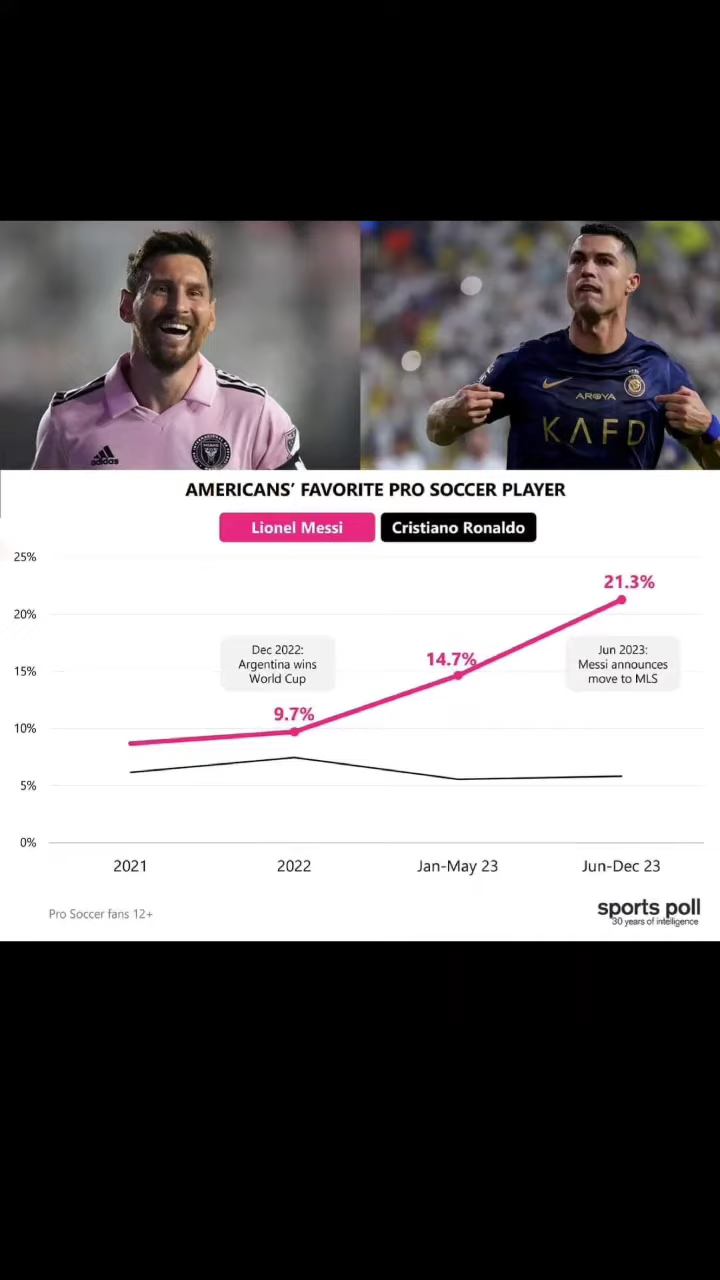 adidas
AROYA
KAFD
AMERICANS' FAVORITE PRO SOCCER PLAYER
Lionel Messi
Cristiano Ronaldo
25%
20%
15%
10%
5%
0%
21.3%
14.7%
9.7%
Dec 2022:
Argentina wins
World Cup
Jun 2023:
Messi announces
move to MLS
2021
2022
Jan-May 23
Jun-Dec 23
Pro Soccer fans 12+
sports poll
30 years of intelligence